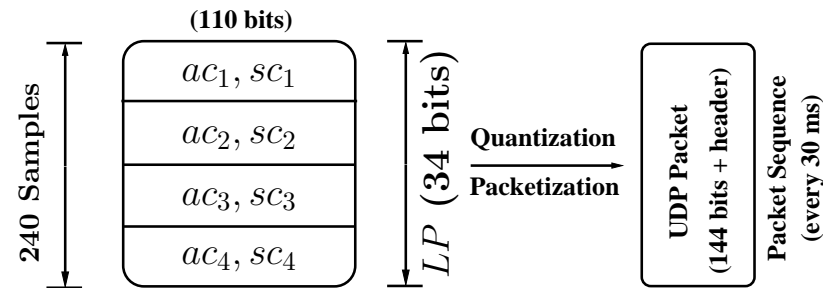 (110 bits)
240 Samples
ac1, sc1
ac2, sc2
ac3, sc3
ac4, sc4
LP (34 bits)
Quantization
Packetization
UDP Packet
(144 bits + header)
Packet Sequence
(every 30 ms)